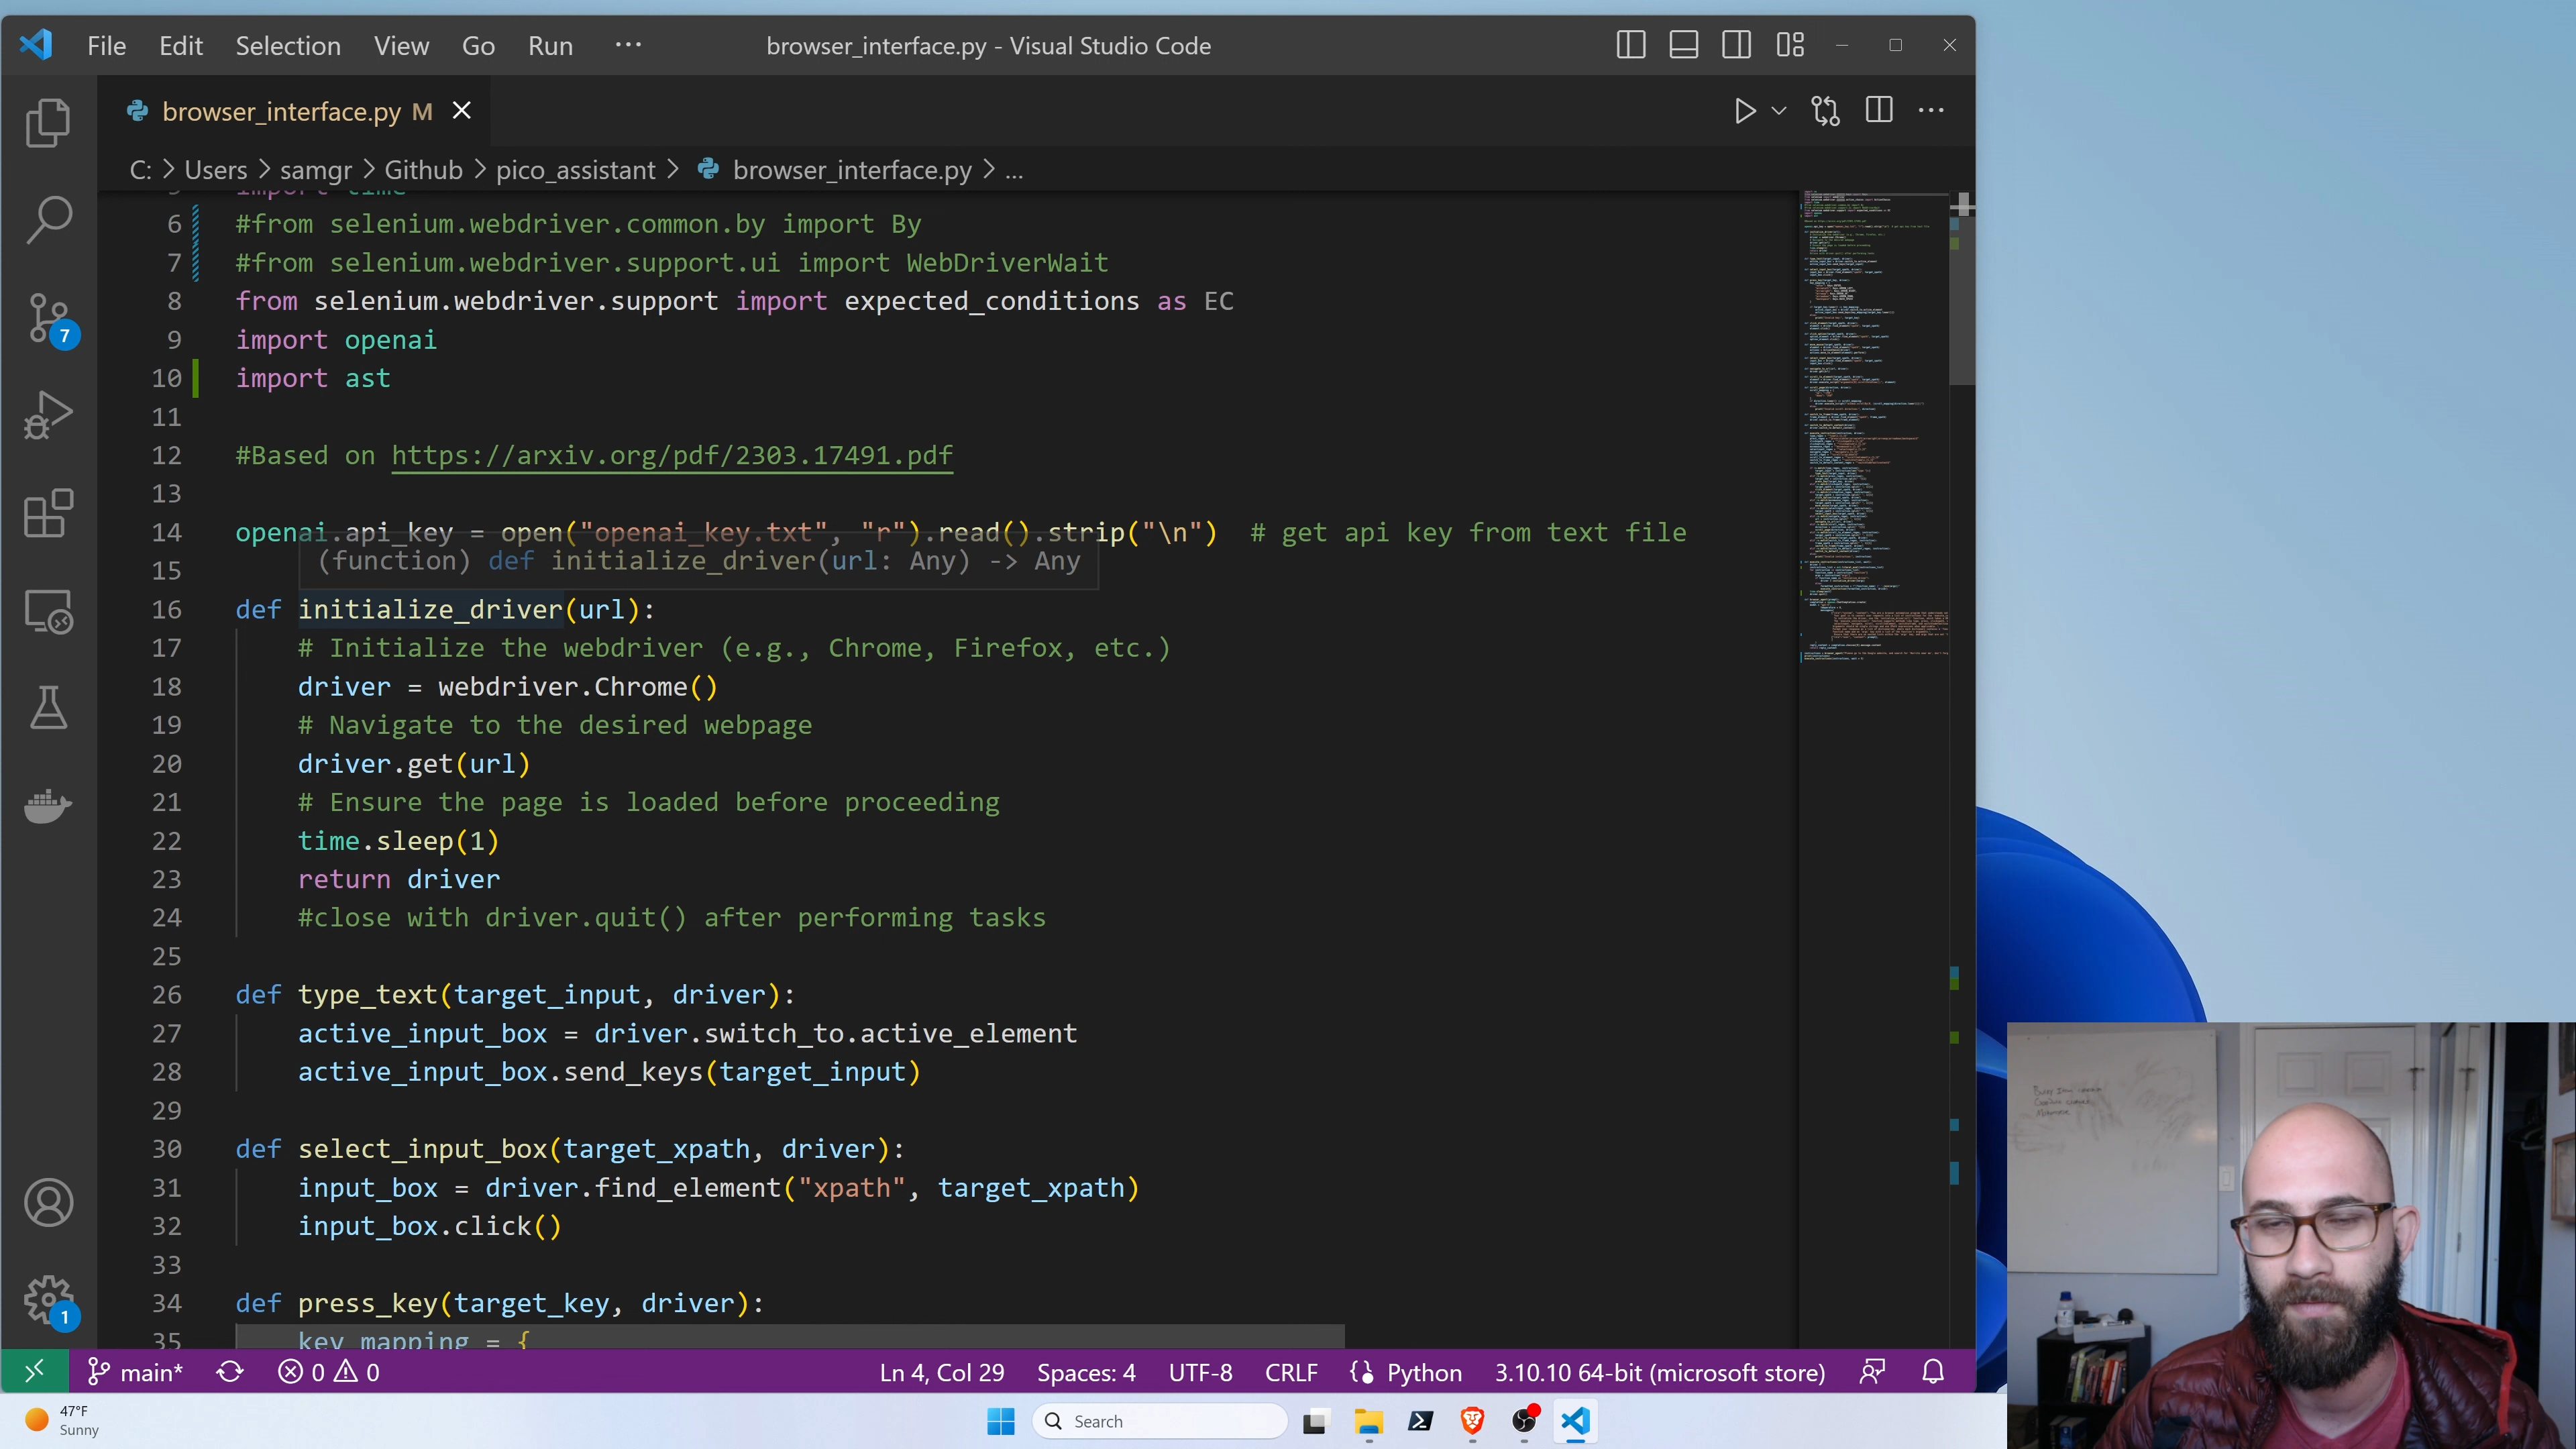 File Edit Selection View Go Run ··· browser_interface.py - Visual Studio Code
browser_interface.py M
C: > Users > samgr > Github > pico_assistant > browser_interface.py > ...
5 import time
6 #from selenium.webdriver.common.by import By
7 #from selenium.webdriver.support.ui import WebDriverWait
8 from selenium.webdriver.support import expected_conditions as EC
9 import openai
10 import ast
11
12 #Based on https://arxiv.org/pdf/2303.17491.pdf
13
14 openai.api_key = open("openai_key.txt", "r").read().strip("\n")  # get api key from text file
15 (function) def initialize_driver(url: Any) -> Any
16 def initialize_driver(url):
17     # Initialize the webdriver (e.g., Chrome, Firefox, etc.)
18     driver = webdriver.Chrome()
19     # Navigate to the desired webpage
20     driver.get(url)
21     # Ensure the page is loaded before proceeding
22     time.sleep(1)
23     return driver
24     #close with driver.quit() after performing tasks
25
26 def type_text(target_input, driver):
27     active_input_box = driver.switch_to.active_element
28     active_input_box.send_keys(target_input)
29
30 def select_input_box(target_xpath, driver):
31     input_box = driver.find_element("xpath", target_xpath)
32     input_box.click()
33
34 def press_key(target_key, driver):
35     key_mapping = {
7
1
main* 0 0 Ln 4, Col 29 Spaces: 4 UTF-8 CRLF Python 3.10.10 64-bit (microsoft store)
47°F
Sunny
Search